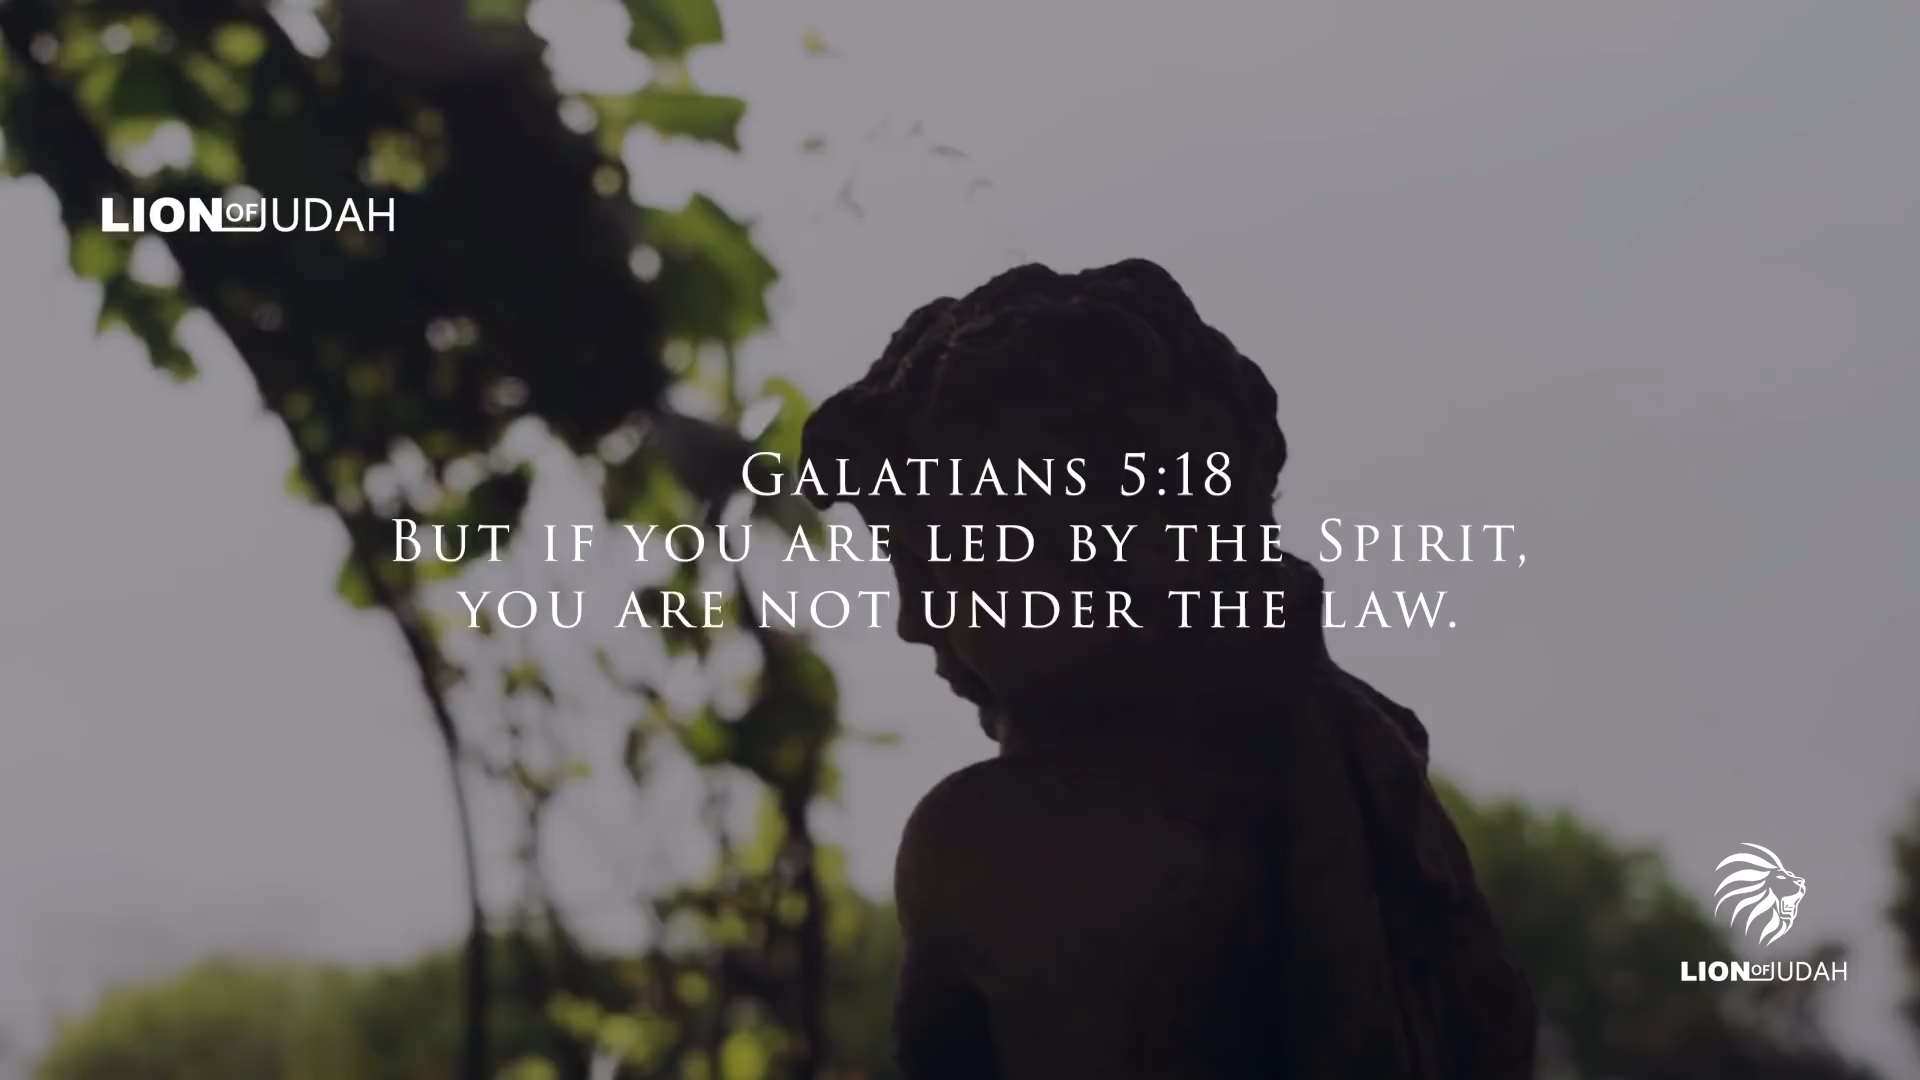 LION OF JUDAH
GALATIANS 5:18
BUT IF YOU ARE LED BY THE SPIRIT,
YOU ARE NOT UNDER THE LAW.
LION OF JUDAH